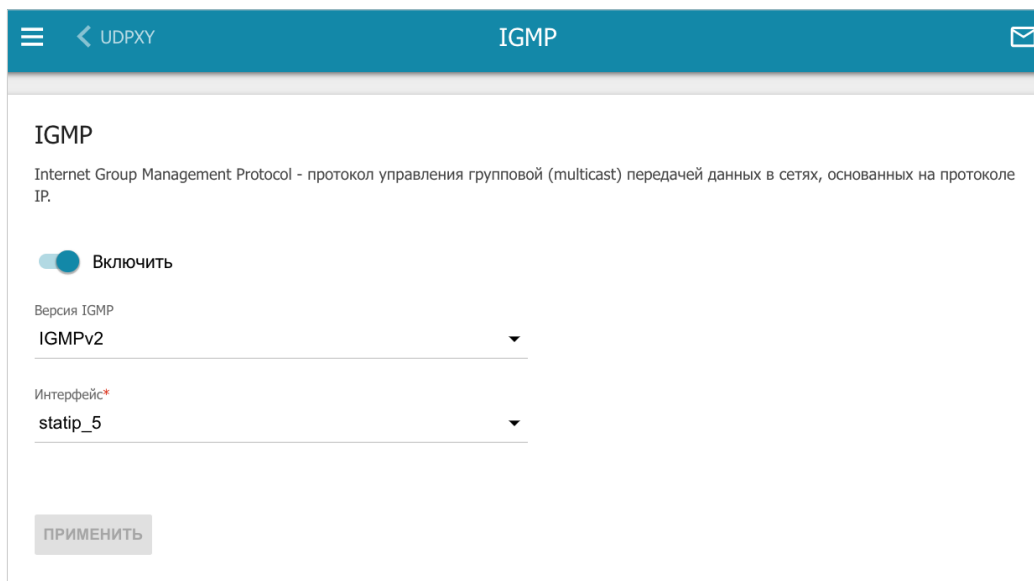 UDPXY
IGMP
IGMP
Internet Group Management Protocol - протокол управления групповой (multicast) передачей данных в сетях, основанных на протоколе
IP.
Включить
Версия IGMP
IGMPv2
Интерфейс*
statip_5
ПРИМЕНИТЬ